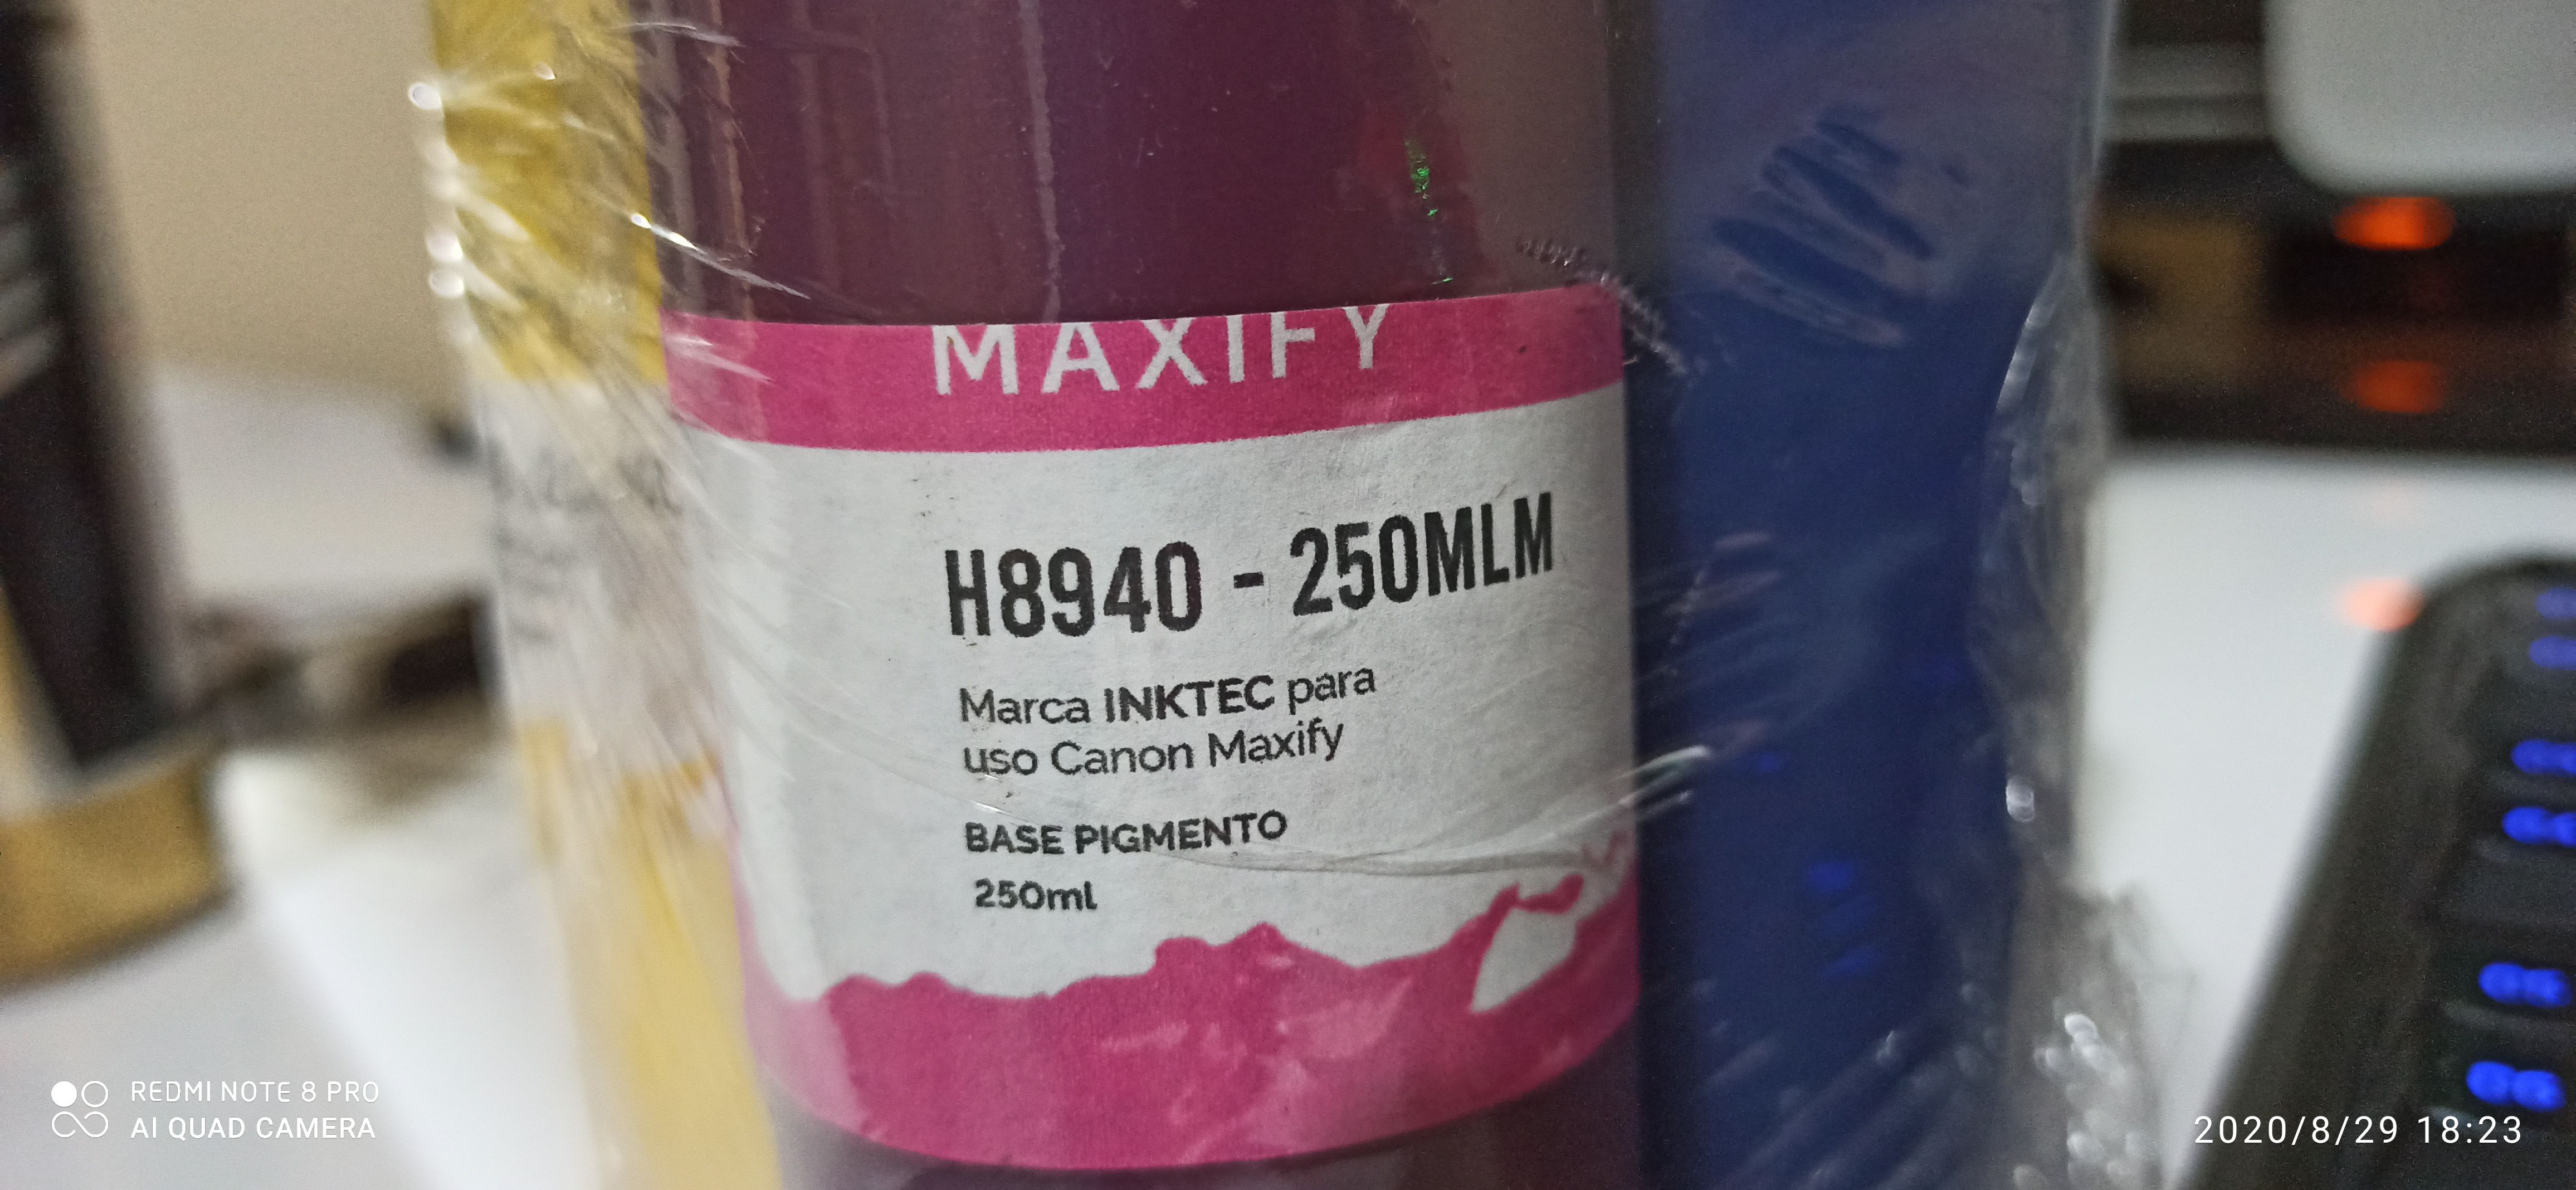 MAXIFY
H8940 - 250MLM
Marca INKTEC para
uso Canon Maxify
BASE PIGMENTO
250ml
REDMI NOTE 8 PRO
AI QUAD CAMERA
2020/8/29 18:23